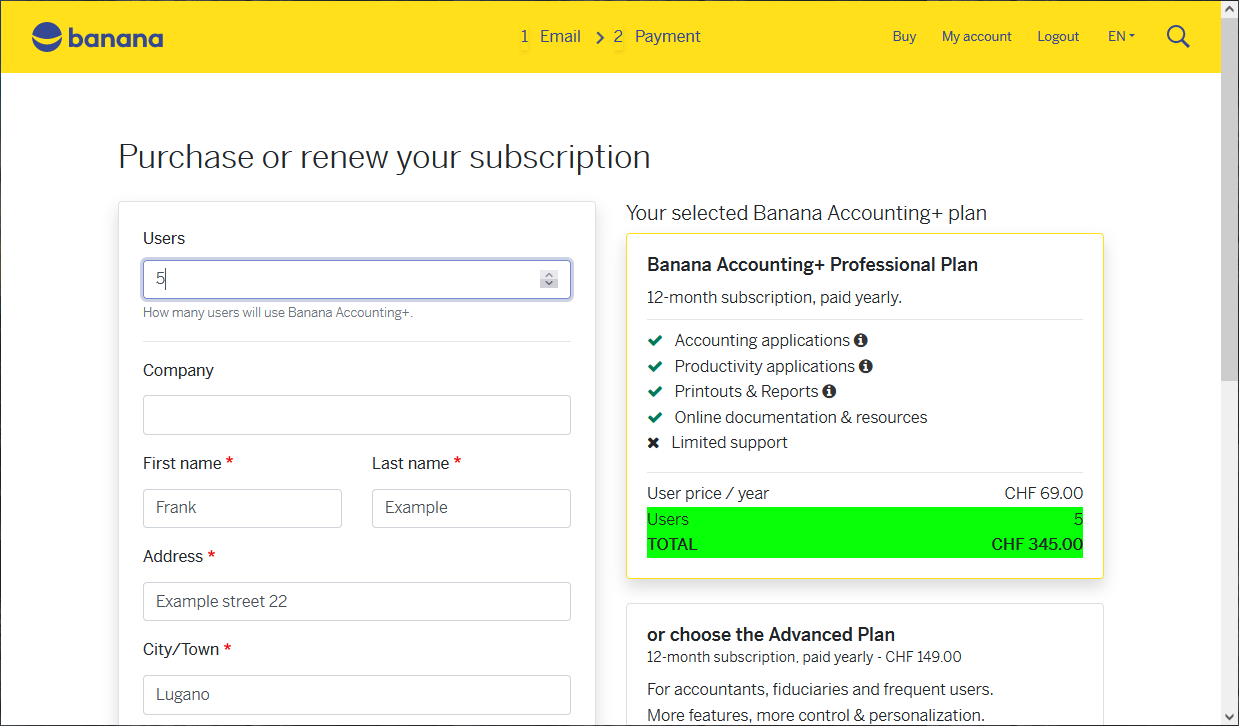 banana
1 Email > 2 Payment
Buy My account Logout EN
Purchase or renew your subscription
Users
5
How many users will use Banana Accounting+.
Company
First name * Last name *
Frank Example
Address *
Example street 22
City/Town *
Lugano
Your selected Banana Accounting+ plan
Banana Accounting+ Professional Plan
12-month subscription, paid yearly.
Accounting applications
Productivity applications
Printouts & Reports
Online documentation & resources
Limited support
User price / year CHF 69.00
Users 5
TOTAL CHF 345.00
or choose the Advanced Plan
12-month subscription, paid yearly - CHF 149.00
For accountants, fiduciaries and frequent users.
More features, more control & personalization.